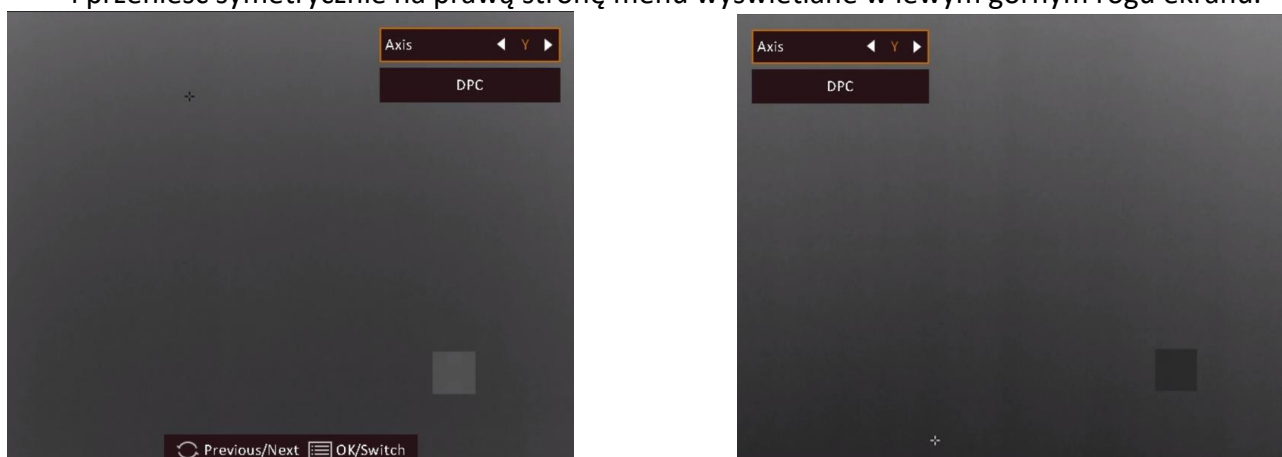 i przenieść symetrycznie na prawą stronę menu wyświetlane w lewym górnym rogu ekranu.
Axis Y
DPC
Previous/Next OK/Switch
Axis Y
DPC